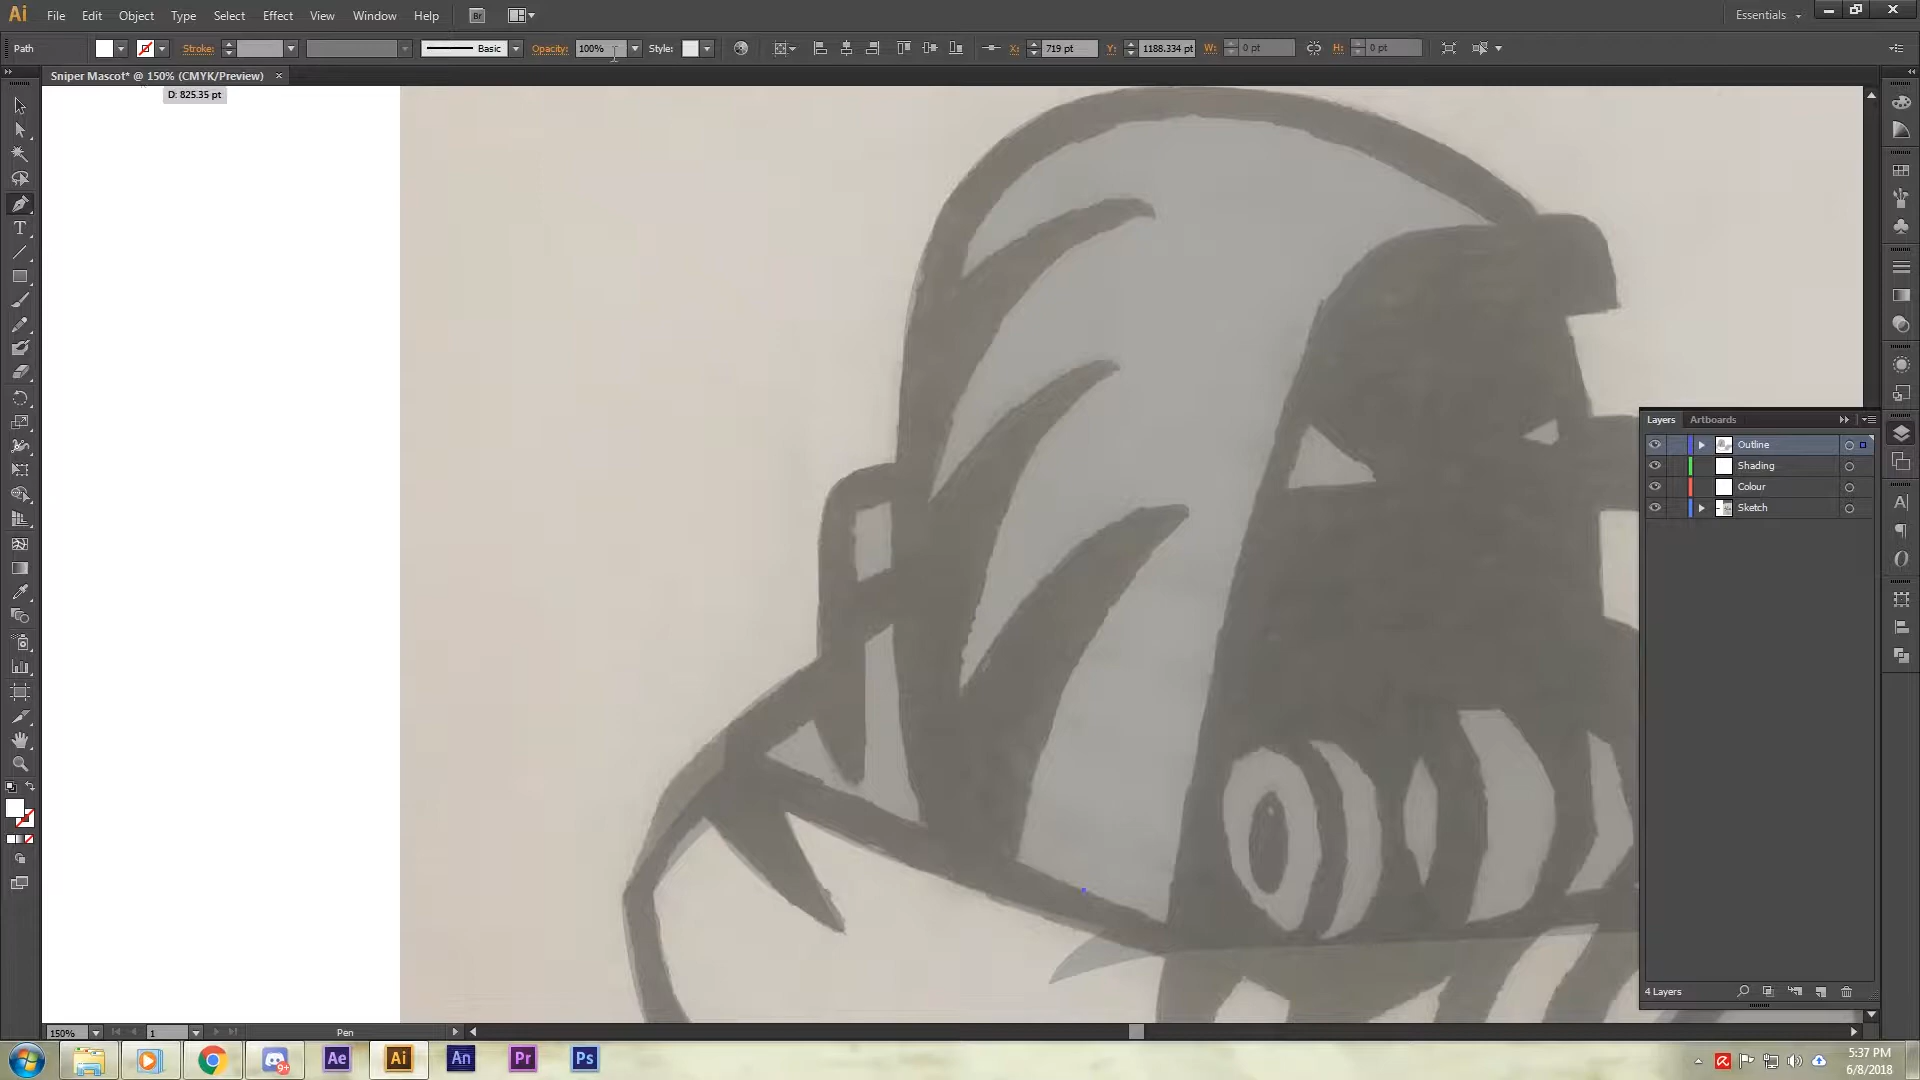 Ai File Edit Object Type Select Effect View Window Help Br Essentials
Path Stroke: Basic Opacity: 100% Style: X: 719 pt Y: 1188.334 pt W: 0 pt H: 0 pt
Sniper Mascot* @ 150% (CMYK/Preview) ×
D: 825.35 pt
Layers Artboards
Outline
Shading
Colour
Sketch
4 Layers
150% 1 Pen
9+ Ae Ai An Pr Ps
5:37 PM
6/8/2018